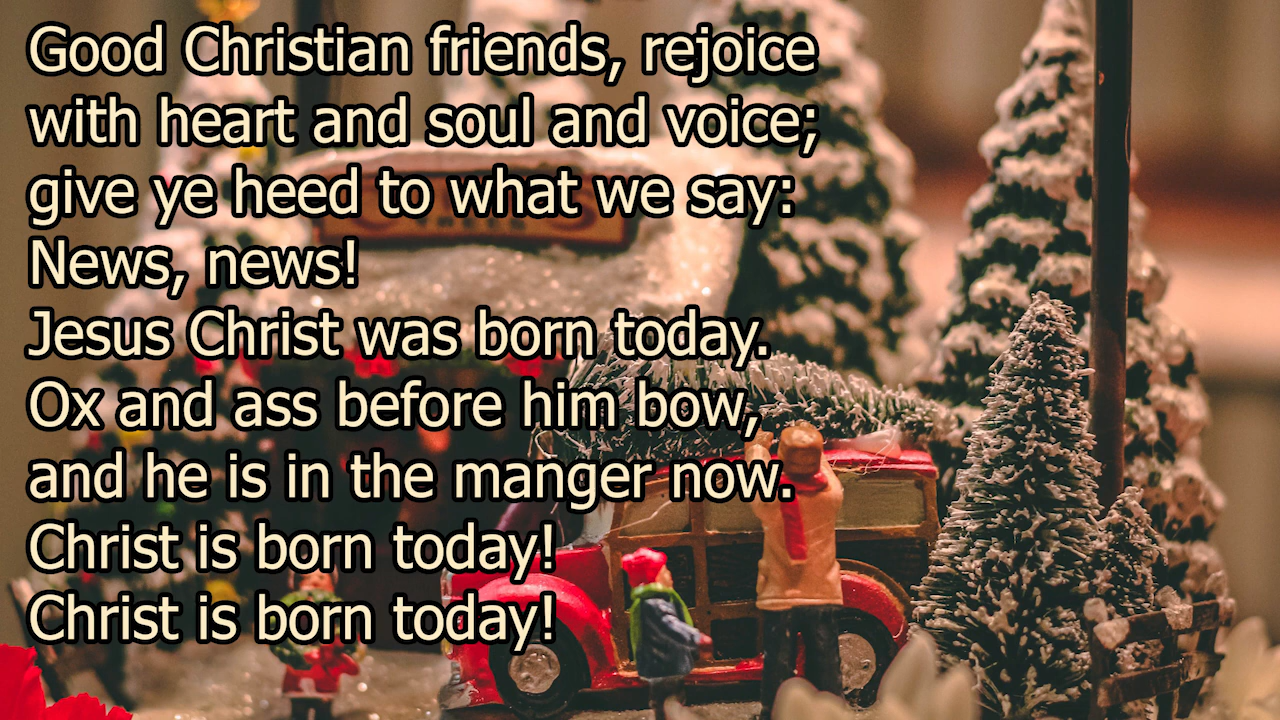 Good Christian friends, rejoice
with heart and soul and voice;
give ye heed to what we say:
News, news!
Jesus Christ was born today.
Ox and ass before him bow,
and he is in the manger now.
Christ is born today!
Christ is born today!